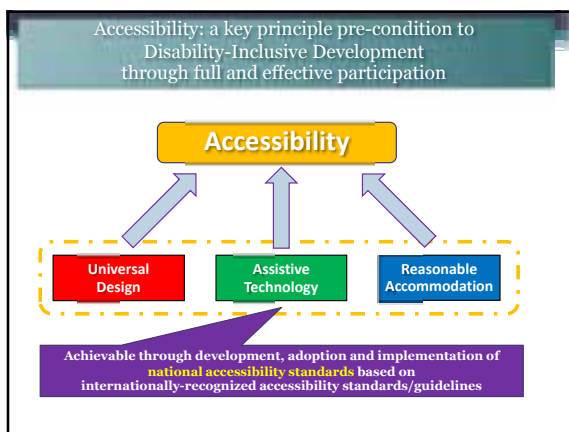 Accessibility: a key principle pre-condition to
Disability-Inclusive Development
through full and effective participation
Accessibility
Universal
Design
Assistive
Technology
Reasonable
Accommodation
Achievable through development, adoption and implementation of
national accessibility standards based on
internationally-recognized accessibility standards/guidelines